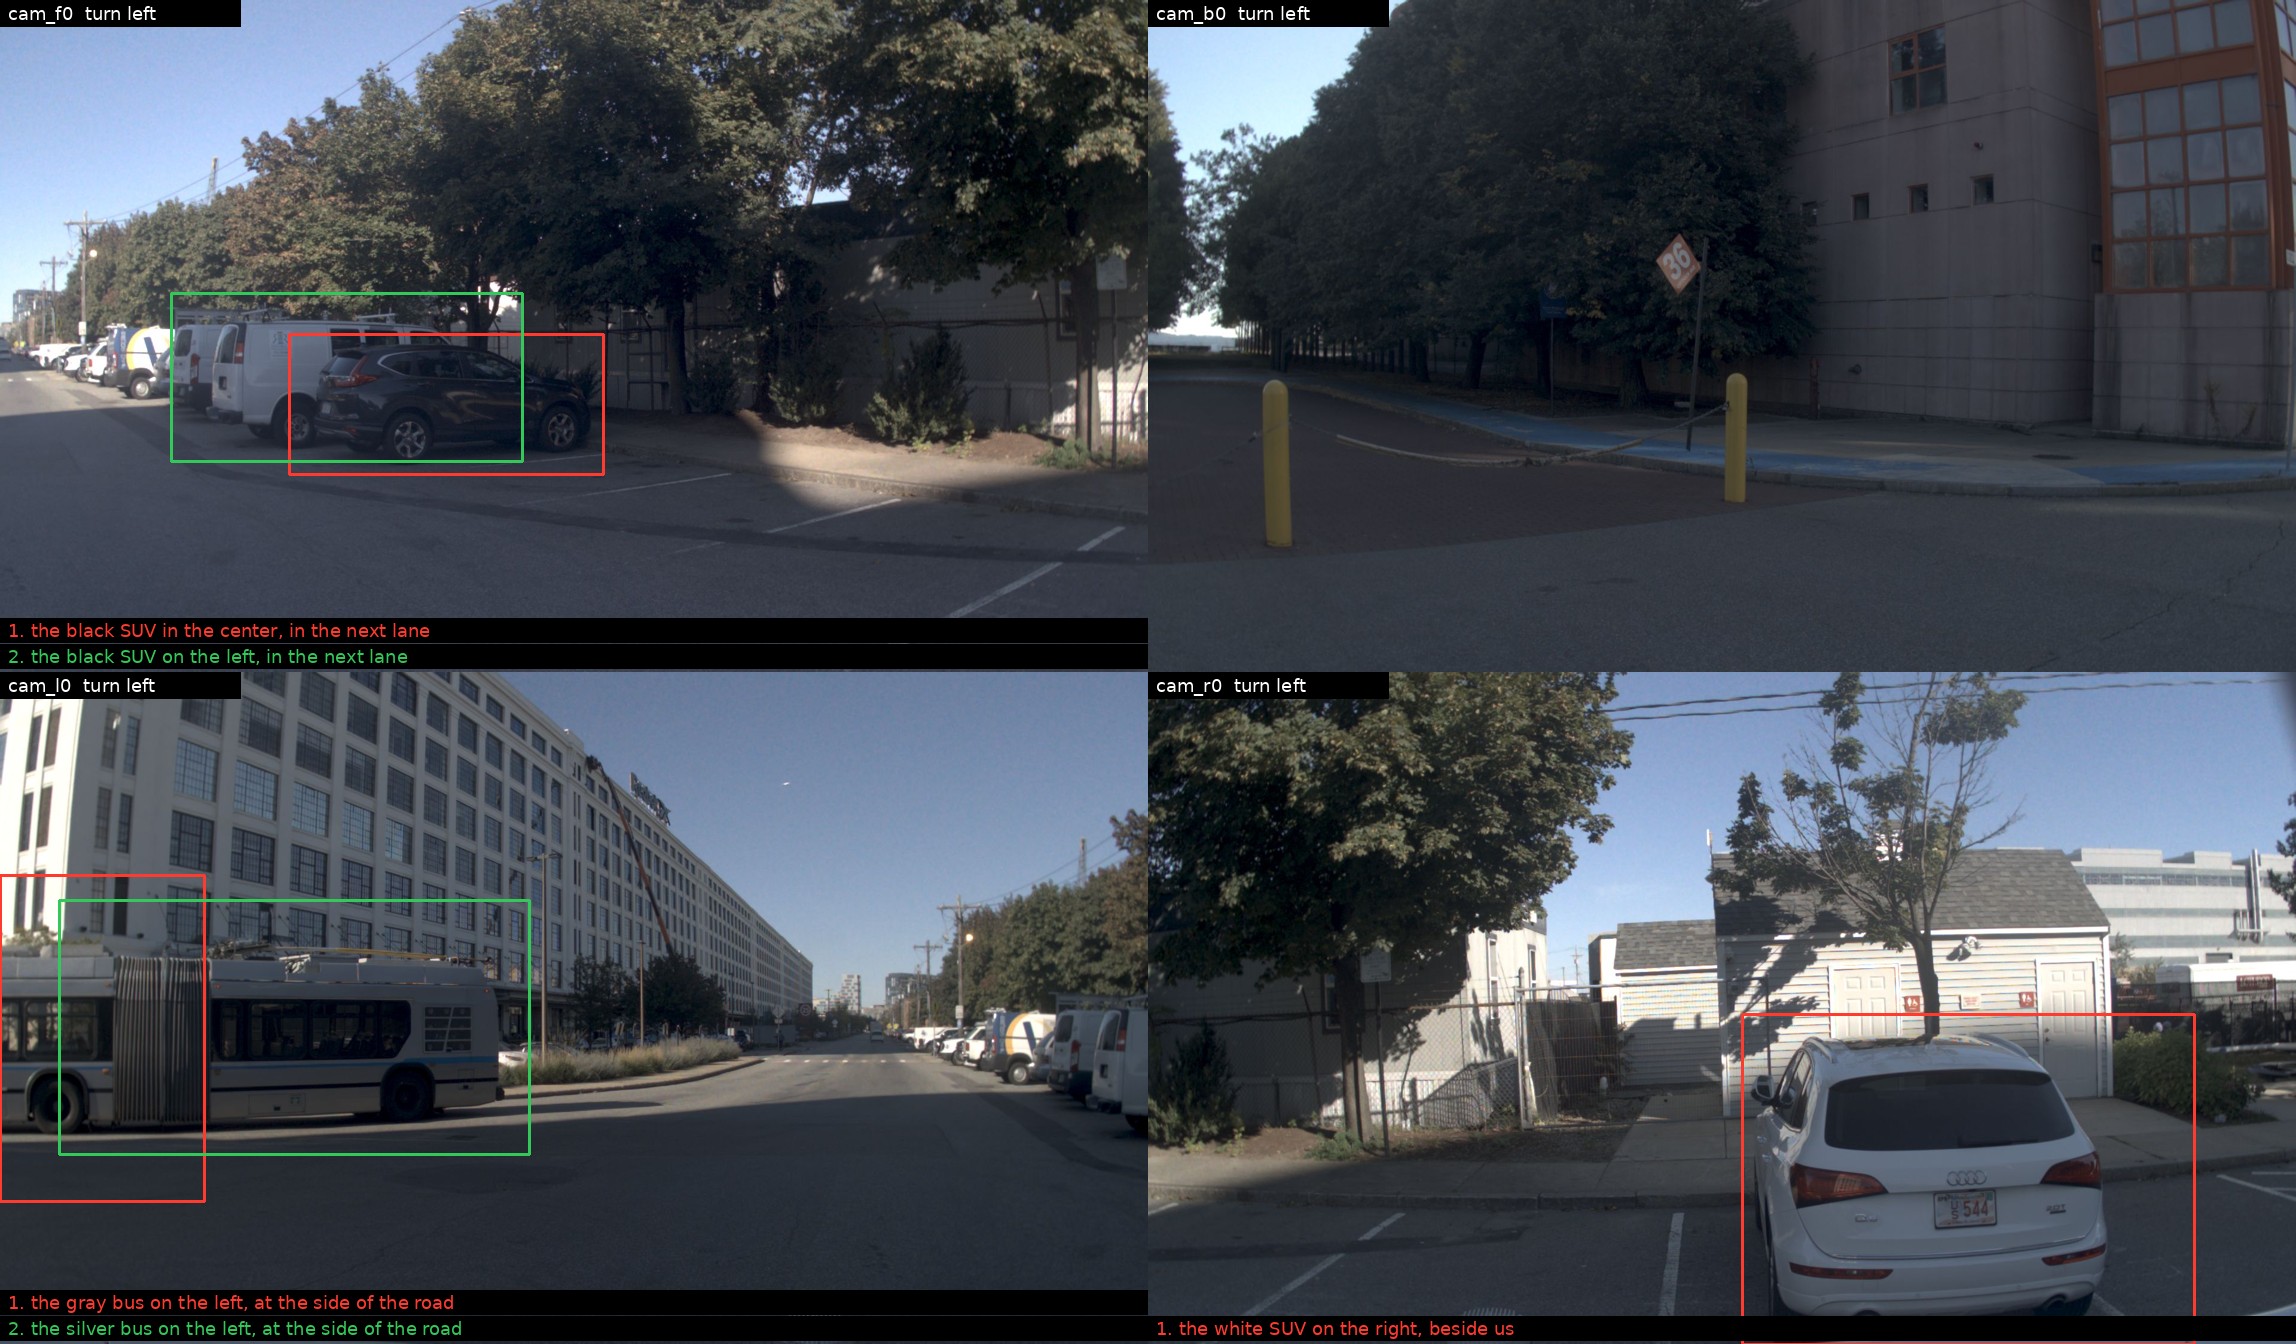 cam_f0 turn left
1. the black SUV in the center, in the next lane
2. the black SUV on the left, in the next lane
cam_b0 turn left
36
cam_l0 turn left
1. the gray bus on the left, at the side of the road
2. the silver bus on the left, at the side of the road
cam_r0 turn left
544
1. the white SUV on the right, beside us